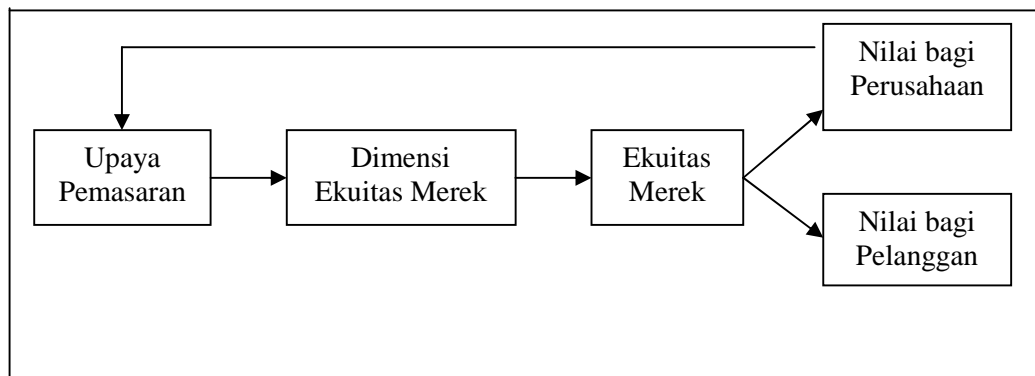 Nilai bagi
Perusahaan
Upaya
Pemasaran
Dimensi
Ekuitas Merek
Ekuitas
Merek
Nilai bagi
Pelanggan